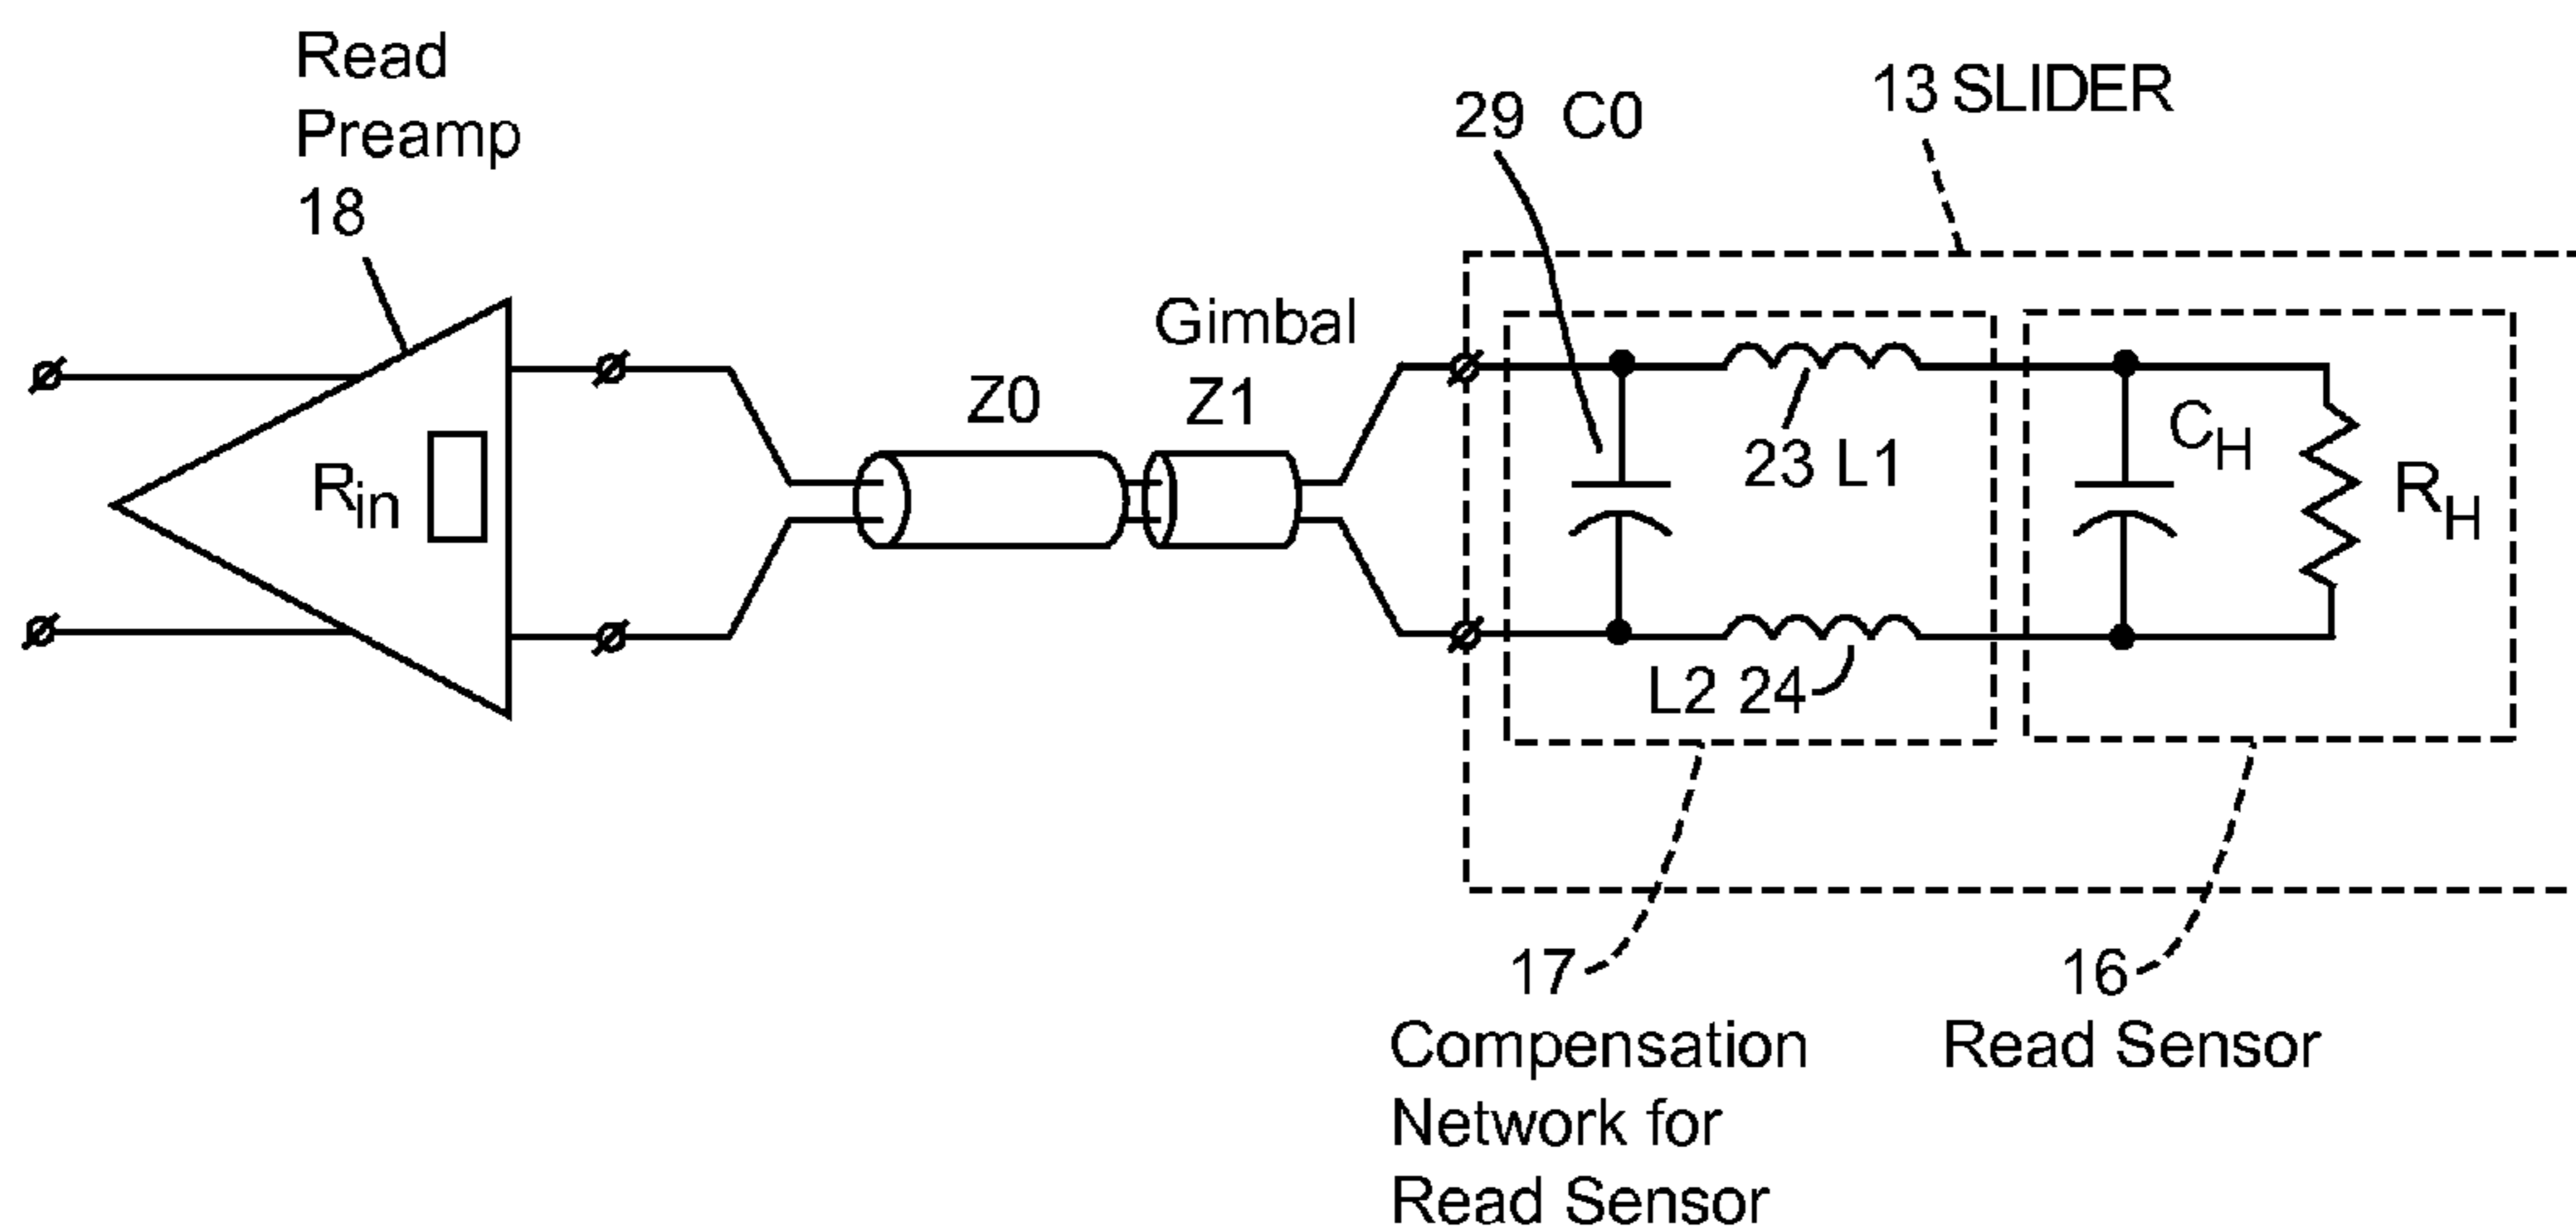 Read
Preamp
18
Rin
Z0
Gimbal
Z1
29 C0
13 SLIDER
23 L1
L2 24
CH
RH
17
Compensation
Network for
Read Sensor
16
Read Sensor